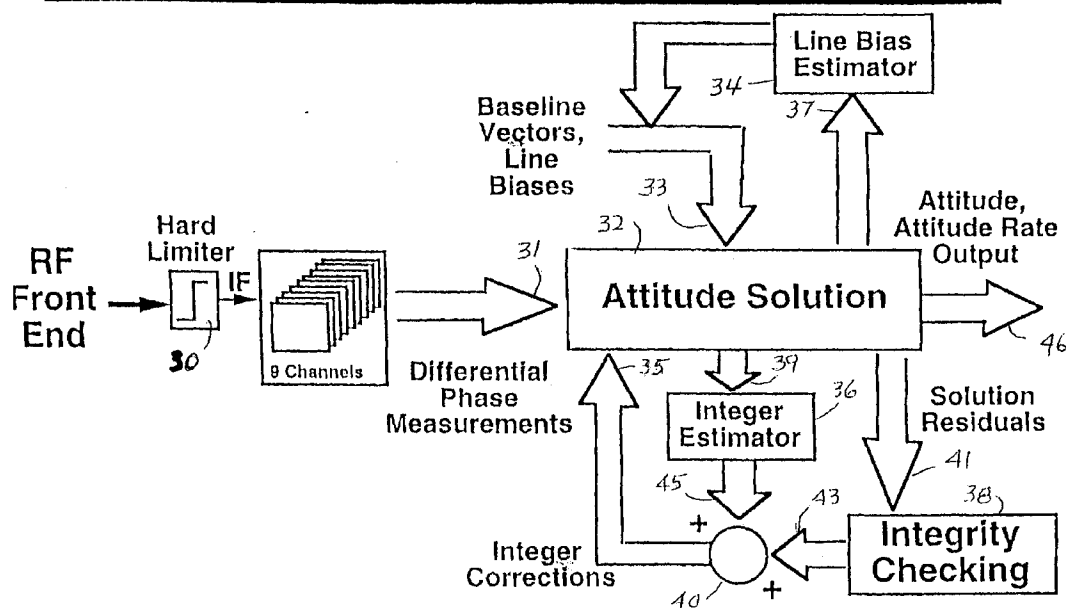 Line Bias
Estimator
34
37
Baseline
Vectors,
Line
Biases
33
32
Attitude,
Attitude Rate
Output
Hard
Limiter
RF
Front
End
IF
30
9 Channels
31
Attitude Solution
46
Differential
Phase
Measurements
35
39
36
Integer
Estimator
Solution
Residuals
41
38
45
43
+
Integrity
Checking
Integer
Corrections
40
+